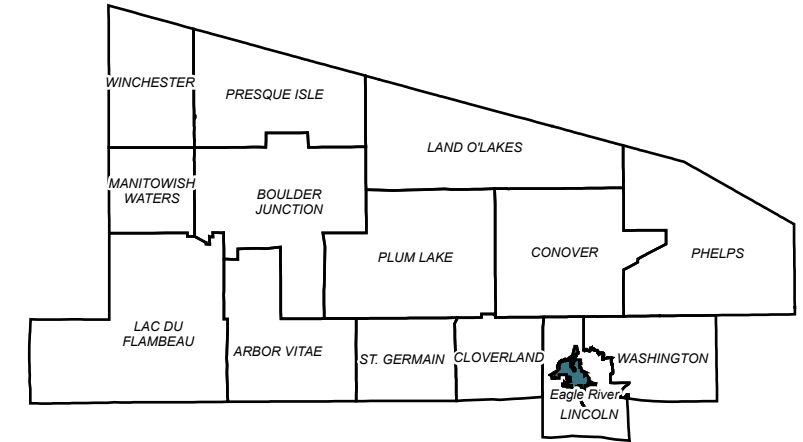 WINCHESTER
PRESQUE ISLE
LAND O'LAKES
MANITOWISH
WATERS
BOULDER
JUNCTION
PLUM LAKE
CONOVER
PHELPS
LAC DU
FLAMBEAU
ARBOR VITAE
ST. GERMAIN
CLOVERLAND
WASHINGTON
Eagle River
LINCOLN